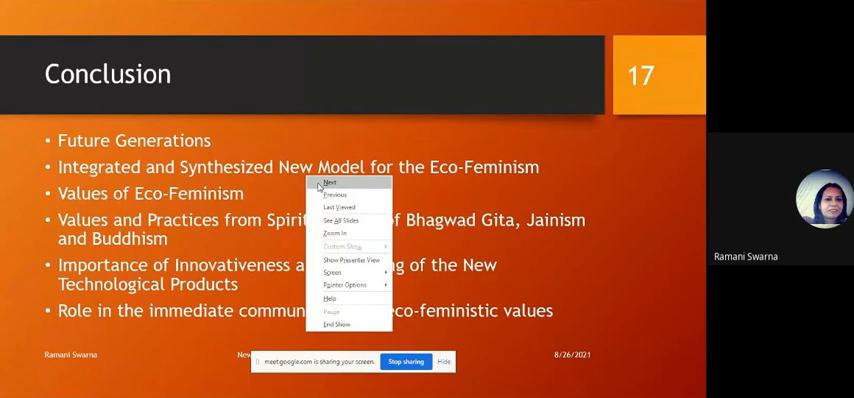 Conclusion
17
• Future Generations
• Integrated and Synthesized New Model for the Eco-Feminism
• Values of Eco-Feminism
• Values and Practices from Spirit of Bhagwad Gita, Jainism
and Buddhism
• Importance of Innovativeness a g of the New
Technological Products
• Role in the immediate commun eco-feministic values
Next
Previous
Last Viewed
See All Slides
Zoom In
Custom Show
Show Presenter View
Screen
Pointer Options
Help
Pause
End Show
Ramani Swarna
New
8/26/2021
meet.google.com is sharing your screen.
Stop sharing
Hide
Ramani Swarna